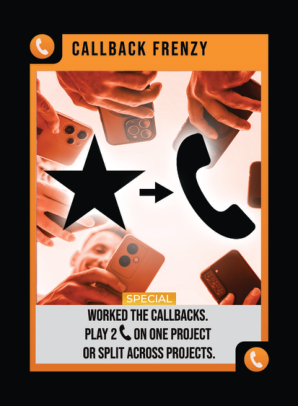 CALLBACK FRENZY
SPECIAL
WORKED THE CALLBACKS.
PLAY 2 ON ONE PROJECT
OR SPLIT ACROSS PROJECTS.